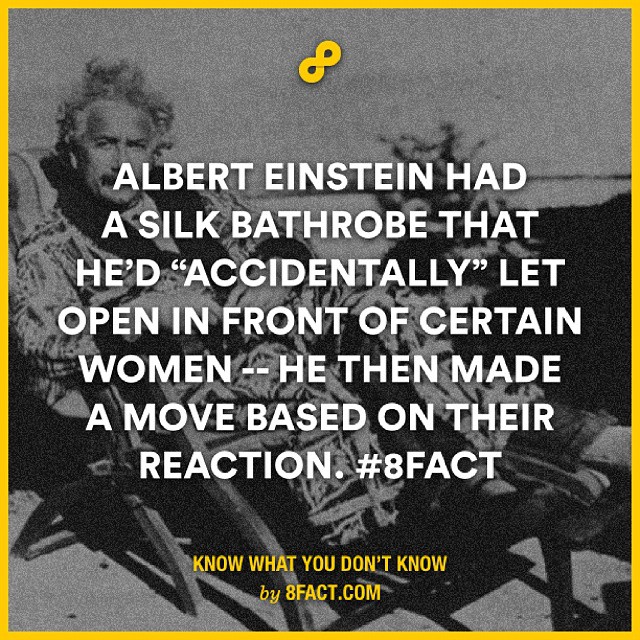 ALBERT EINSTEIN HAD
A SILK BATHROBE THAT
HE'D “ACCIDENTALLY” LET
OPEN IN FRONT OF CERTAIN
WOMEN -- HE THEN MADE
A MOVE BASED ON THEIR
REACTION. #8FACT
KNOW WHAT YOU DON'T KNOW
by 8FACT.COM